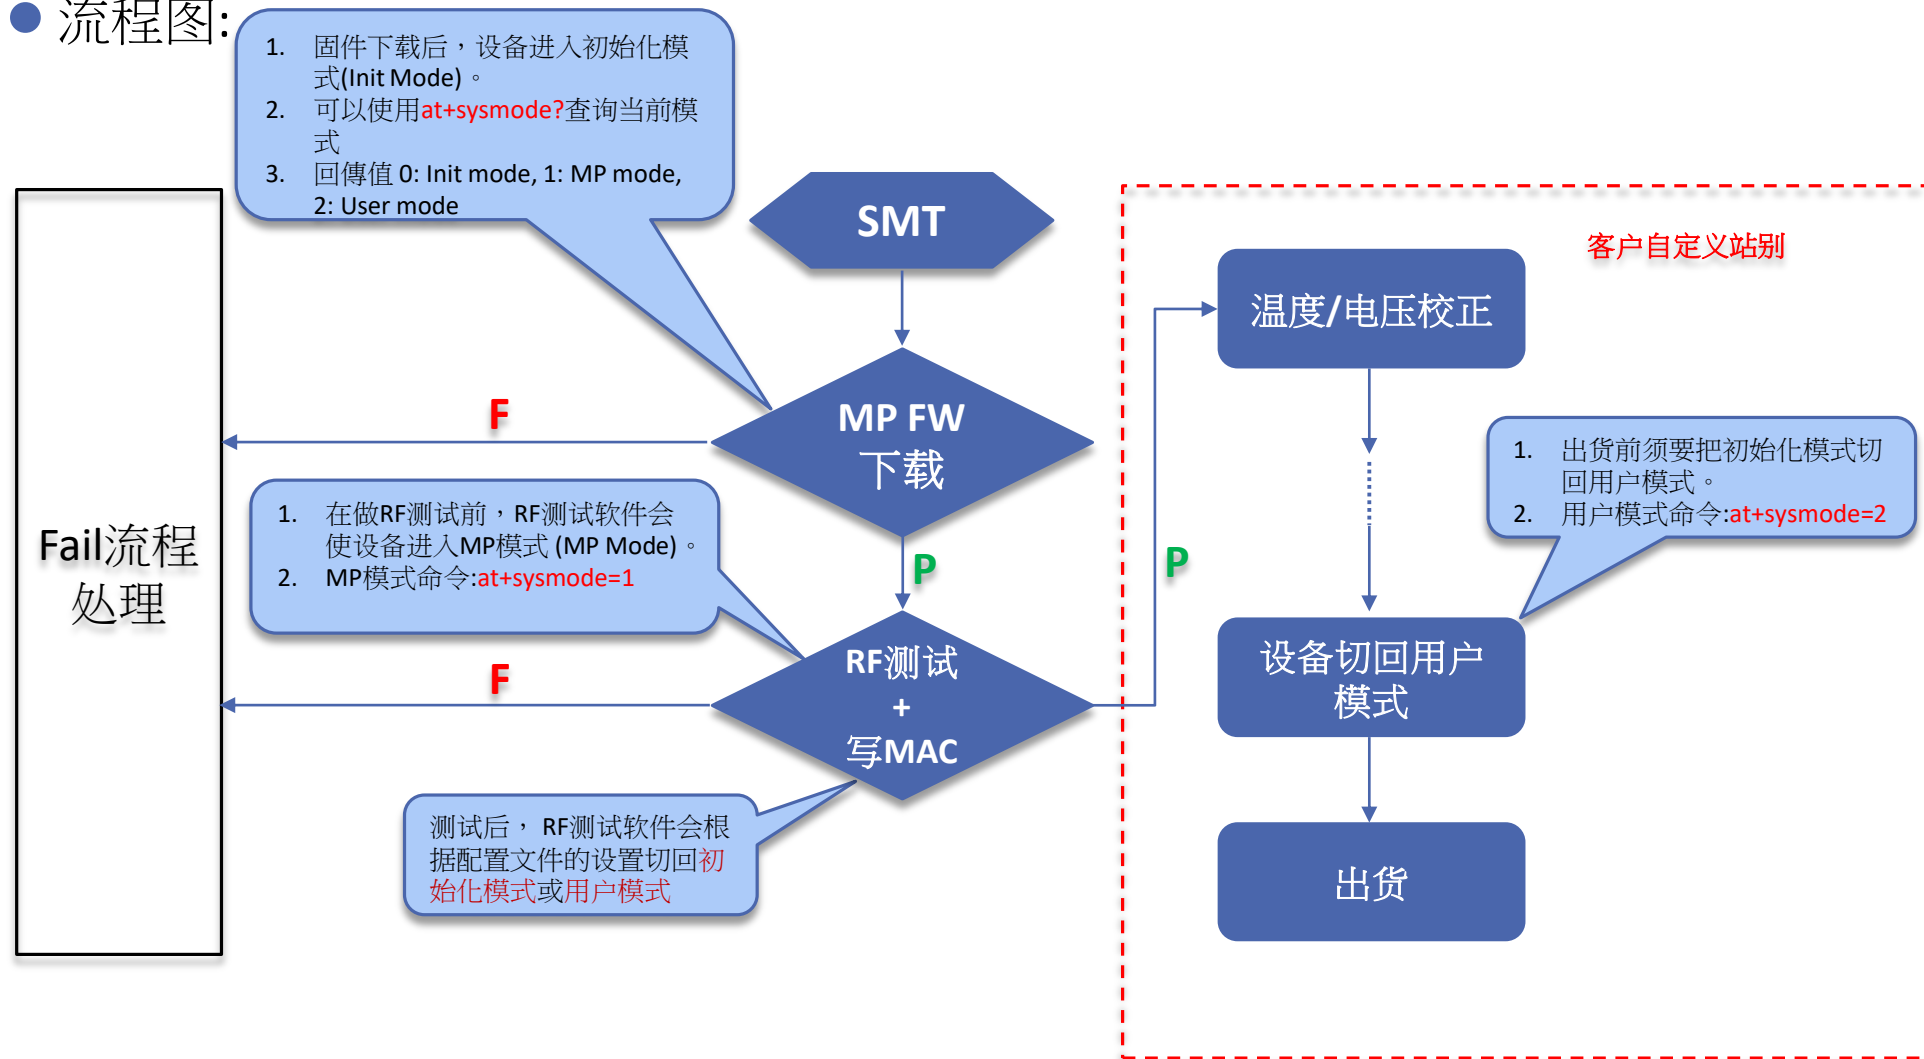 流程图:
1. 固件下载后，设备进入初始化模
式(Init Mode)。
2. 可以使用at+sysmode?查询当前模
式
3. 回傳值 0: Init mode, 1: MP mode,
2: User mode
SMT
客户自定义站别
温度/电压校正
MP FW
下载
F
1. 出货前须要把初始化模式切
回用户模式。
2. 用户模式命令:at+sysmode=2
1. 在做RF测试前，RF测试软件会
使设备进入MP模式 (MP Mode)。
2. MP模式命令:at+sysmode=1
Fail流程
处理
P
P
RF测试
+
写MAC
F
设备切回用户
模式
测试后， RF测试软件会根
据配置文件的设置切回初
始化模式或用户模式
出货